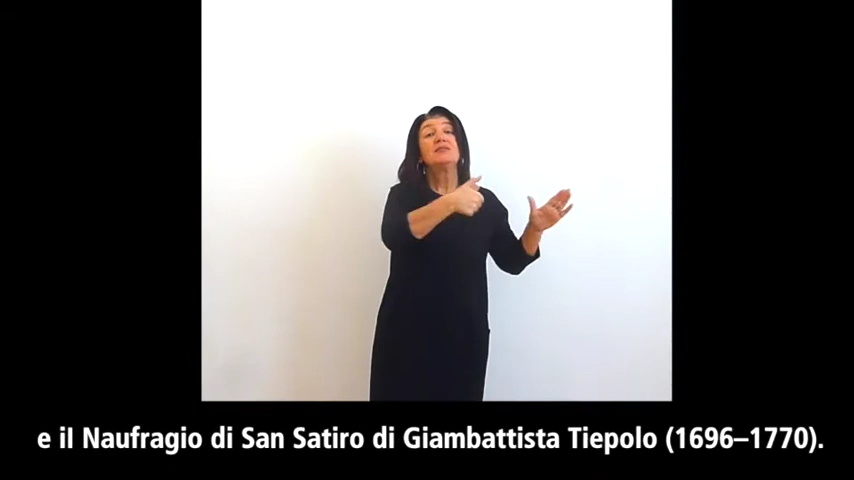 e il Naufragio di San Satiro di Giambattista Tiepolo (1696–1770).